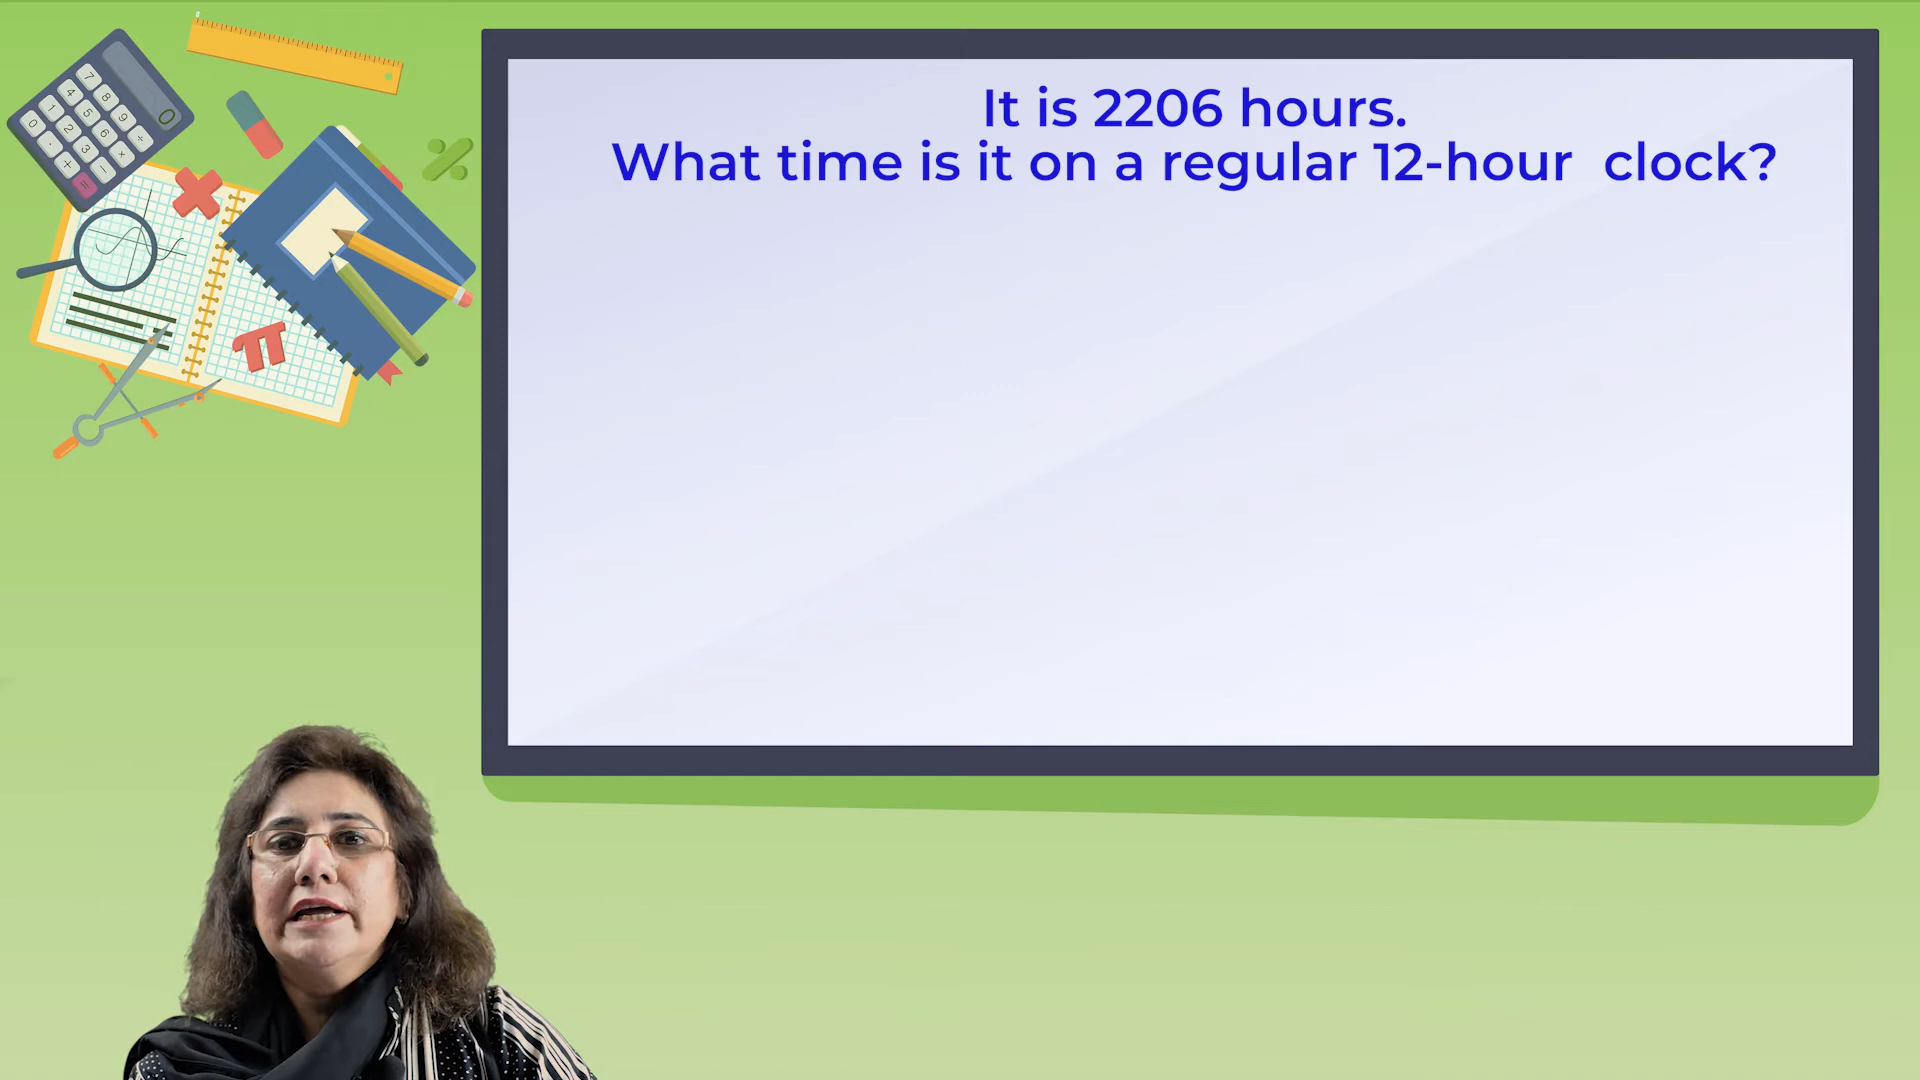 It is 2206 hours.
What time is it on a regular 12-hour clock?